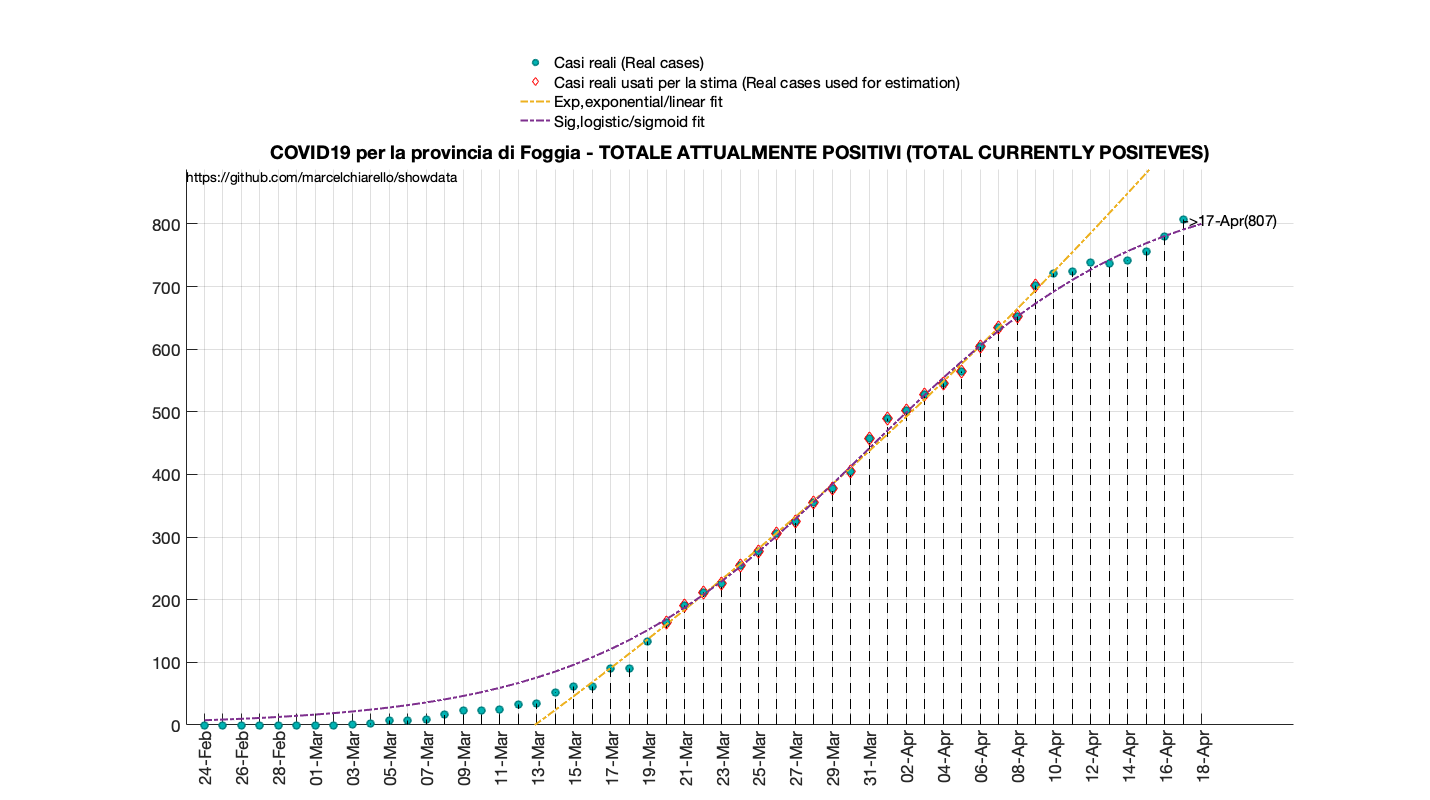 Casi reali (Real cases)
Casi reali usati per la stima (Real cases used for estimation)
Exp,exponential/linear fit
Sig,logistic/sigmoid fit
COVID19 per la provincia di Foggia - TOTALE ATTUALMENTE POSITIVI (TOTAL CURRENTLY POSITEVES)
https://github.com/marcelchiarello/showdata
800
->17-Apr(807)
700
600
500
400
300
200
100
0
24-Feb
26-Feb
28-Feb
01-Mar
03-Mar
05-Mar
07-Mar
09-Mar
11-Mar
13-Mar
15-Mar
17-Mar
19-Mar
21-Mar
23-Mar
25-Mar
27-Mar
29-Mar
31-Mar
02-Apr
04-Apr
06-Apr
08-Apr
10-Apr
12-Apr
14-Apr
16-Apr
18-Apr